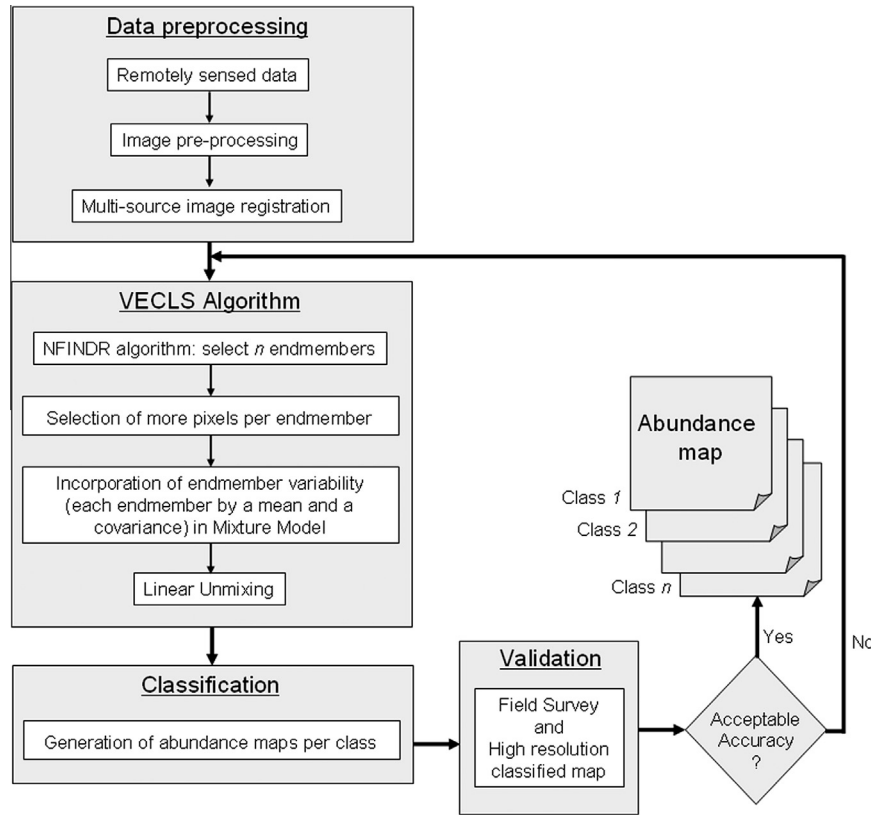 Data preprocessing
Remotely sensed data
Image pre-processing
Multi-source image registration
VECLS Algorithm
NFINDR algorithm: select n endmembers
Selection of more pixels per endmember
Incorporation of endmember variability
(each endmember by a mean and a
covariance) in Mixture Model
Linear Unmixing
Classification
Generation of abundance maps per class
Validation
Field Survey
and
High resolution
classified map
Acceptable
Accuracy
?
Yes
No
Abundance
map
Class 1
Class 2
Class n